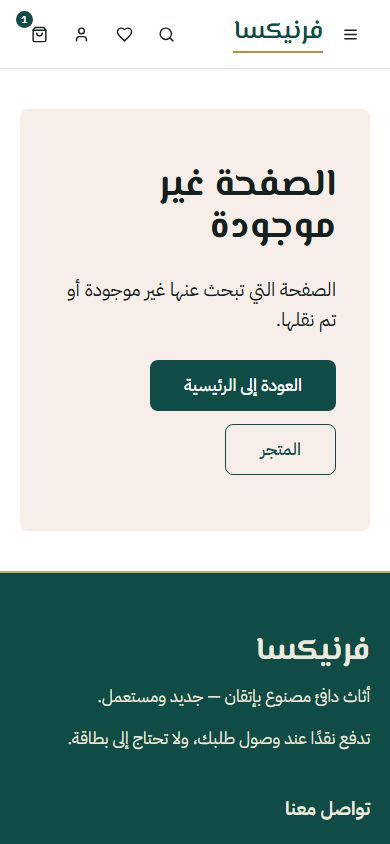 فرنيكسا
1
الصفحة غير
موجودة
الصفحة التي تبحث عنها غير موجودة أو
تم نقلها.
العودة إلى الرئيسية
المتجر
فرنيكسا
أثاث دافئ مصنوع بإتقان — جديد ومستعمل.
تدفع نقدًا عند وصول طلبك، ولا تحتاج إلى بطاقة.
تواصل معنا